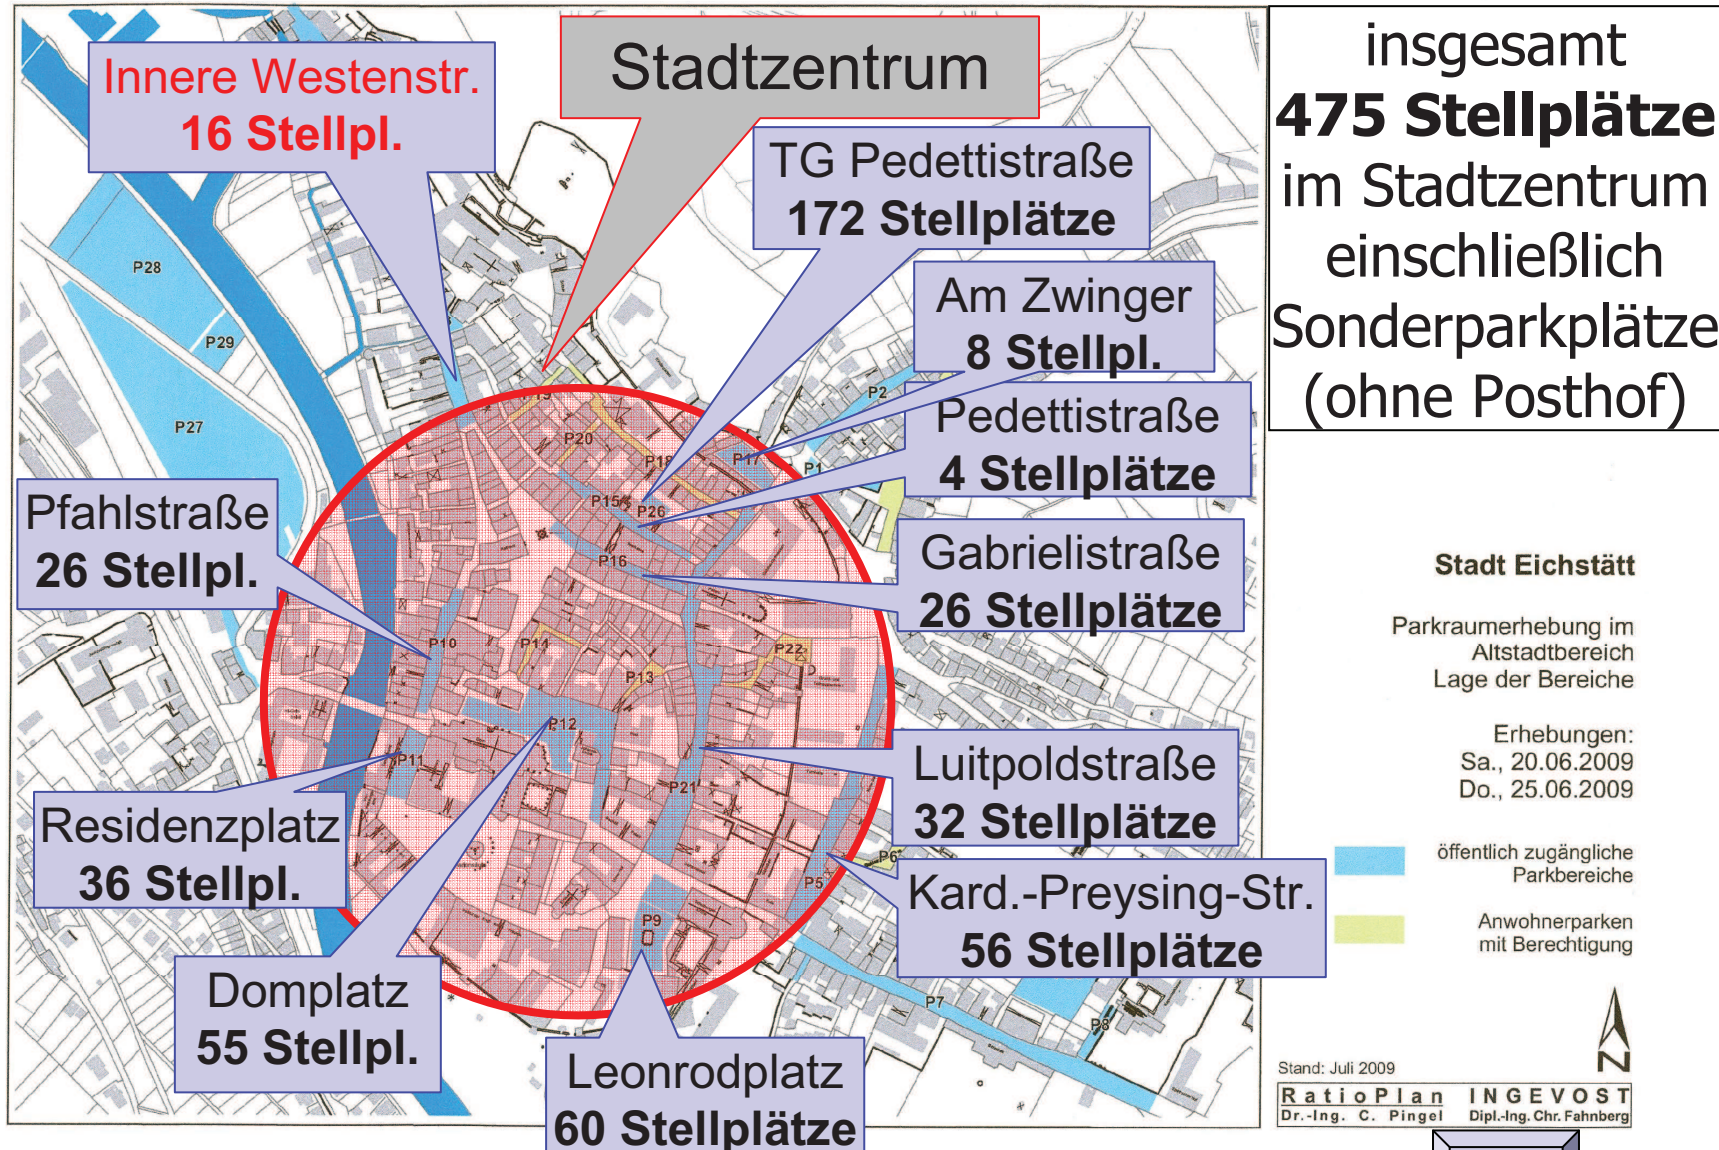 Innere Westenstr.
16 Stellpl.
Stadtzentrum
TG Pedettistraße
172 Stellplätze
Am Zwinger
8 Stellpl.
Pedettistraße
4 Stellplätze
Gabrielistraße
26 Stellplätze
Pfahlstraße
26 Stellpl.
Residenzplatz
36 Stellpl.
Domplatz
55 Stellpl.
Leonrodplatz
60 Stellplätze
Luitpoldstraße
32 Stellplätze
Kard.-Preysing-Str.
56 Stellplätze
P28
P29
P27
P2
P1
P17
P19
P20
P18
P15
P26
P16
P10
P14
P13
P22
P12
P11
P21
P5
P6
P9
P7
P8
insgesamt
475 Stellplätze
im Stadtzentrum
einschließlich
Sonderparkplätze
(ohne Posthof)
Stadt Eichstätt
Parkraumerhebung im
Altstadtbereich
Lage der Bereiche
Erhebungen:
Sa., 20.06.2009
Do., 25.06.2009
öffentlich zugängliche
Parkbereiche
Anwohnerparken
mit Berechtigung
N
Stand: Juli 2009
RatioPlan INGEVOST
Dr.-Ing. C. Pingel Dipl.-Ing. Chr. Fahnberg